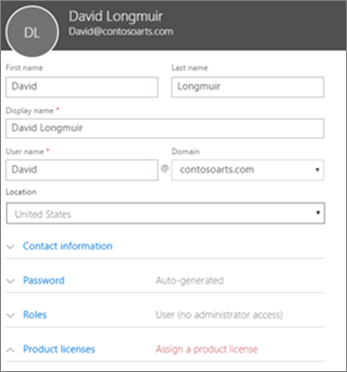 DL
David Longmuir
David@contosoarts.com
First name Last name
David Longmuir
Display name *
David Longmuir
User name * Domain
David @ contosoarts.com
Location
United States
Contact information
Password Auto-generated
Roles User (no administrator access)
Product licenses Assign a product license